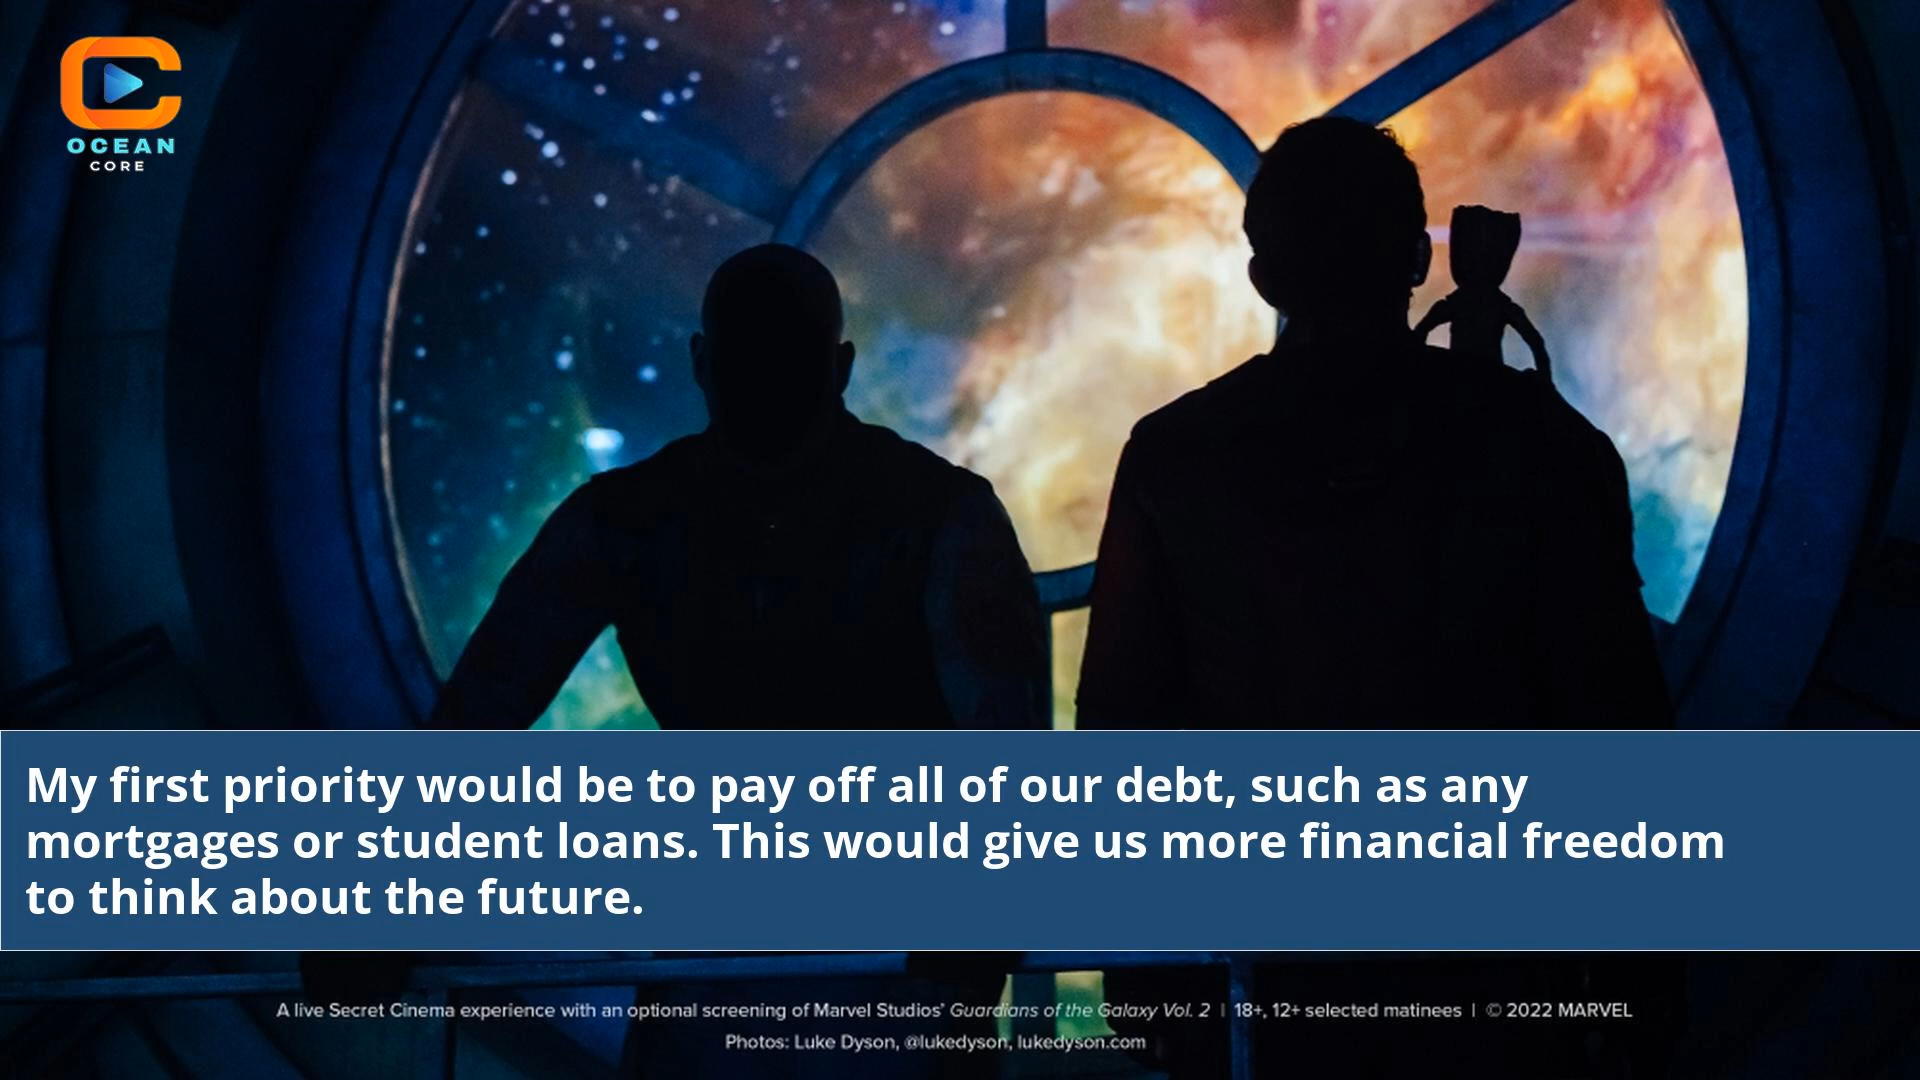 OCEAN
CORE
My first priority would be to pay off all of our debt, such as any
mortgages or student loans. This would give us more financial freedom
to think about the future.
A live Secret Cinema experience with an optional screening of Marvel Studios' Guardians of the Galaxy Vol. 2 | 18+, 12+ selected matinees | © 2022 MARVEL
Photos: Luke Dyson, @lukedyson, lukedyson.com